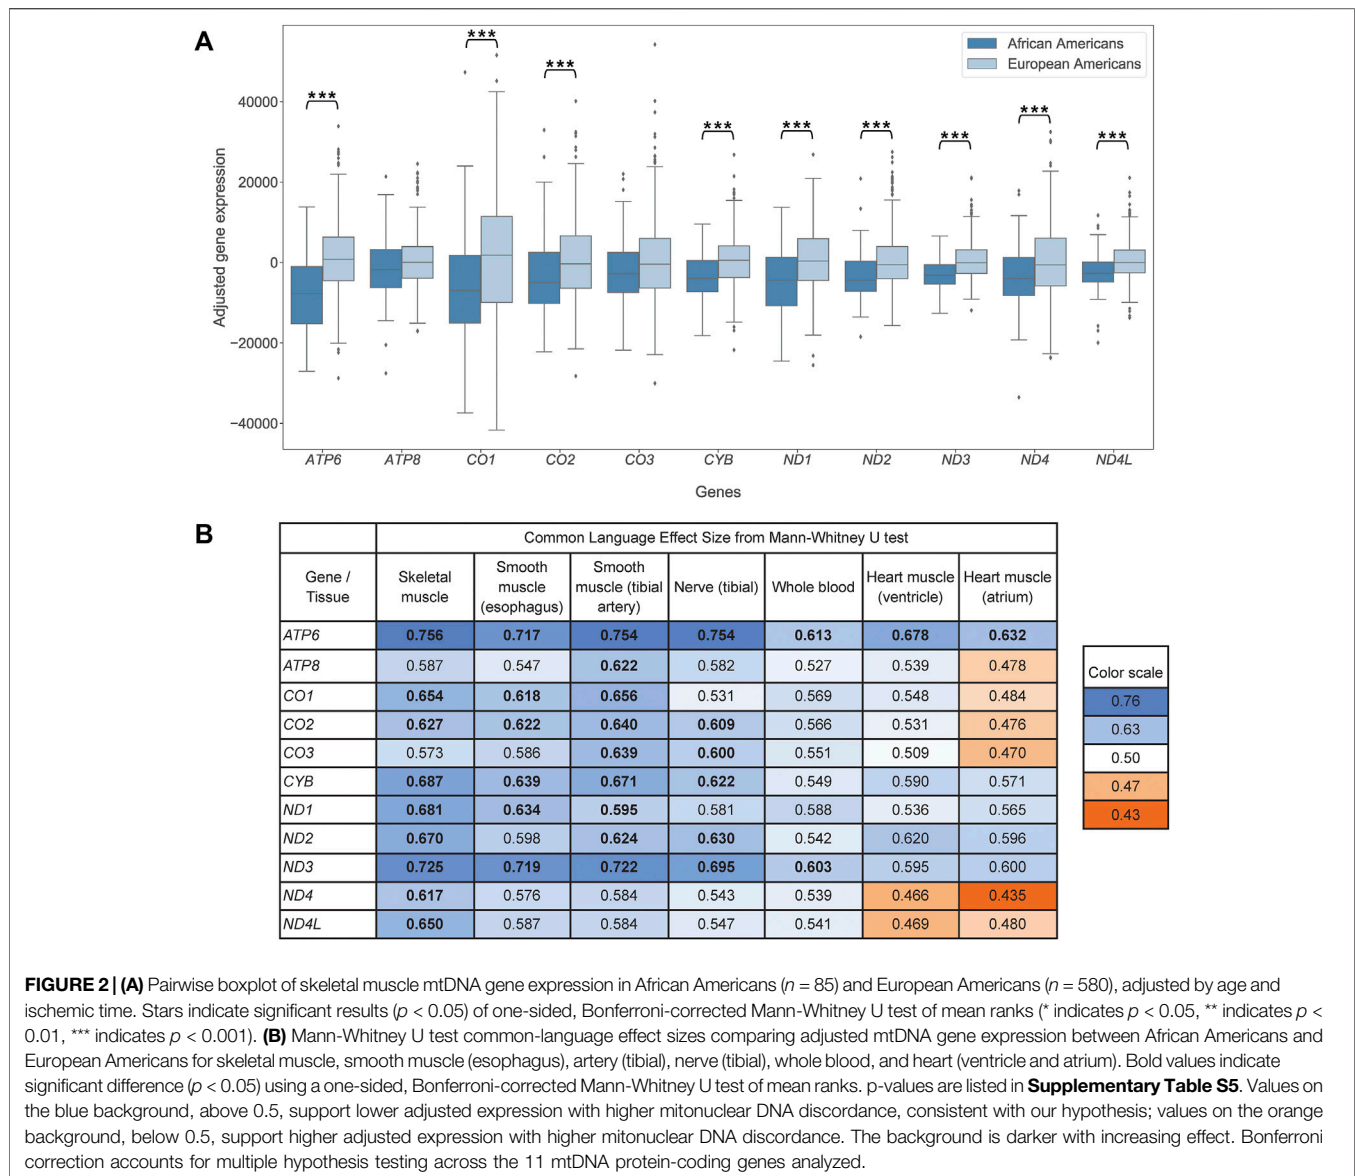 A
African Americans
European Americans
*** *** *** *** *** *** *** *** ***
Adjusted gene expression
40000
20000
0
−20000
−40000
ATP6 ATP8 CO1 CO2 CO3 CYB ND1 ND2 ND3 ND4 ND4L
Genes
B
Common Language Effect Size from Mann-Whitney U test
Gene / Tissue | Skeletal muscle | Smooth muscle (esophagus) | Smooth muscle (tibial artery) | Nerve (tibial) | Whole blood | Heart muscle (ventricle) | Heart muscle (atrium)
ATP6 0.756 0.717 0.754 0.754 0.613 0.678 0.632
ATP8 0.587 0.547 0.622 0.582 0.527 0.539 0.478
CO1 0.654 0.618 0.656 0.531 0.569 0.548 0.484
CO2 0.627 0.622 0.640 0.609 0.566 0.531 0.476
CO3 0.573 0.586 0.639 0.600 0.551 0.509 0.470
CYB 0.687 0.639 0.671 0.622 0.549 0.590 0.571
ND1 0.681 0.634 0.595 0.581 0.588 0.536 0.565
ND2 0.670 0.598 0.624 0.630 0.542 0.620 0.596
ND3 0.725 0.719 0.722 0.695 0.603 0.595 0.600
ND4 0.617 0.576 0.584 0.543 0.539 0.466 0.435
ND4L 0.650 0.587 0.584 0.547 0.541 0.469 0.480
Color scale
0.76
0.63
0.50
0.47
0.43
FIGURE 2 | (A) Pairwise boxplot of skeletal muscle mtDNA gene expression in African Americans (n = 85) and European Americans (n = 580), adjusted by age and
ischemic time. Stars indicate significant results (p < 0.05) of one-sided, Bonferroni-corrected Mann-Whitney U test of mean ranks (* indicates p < 0.05, ** indicates p <
0.01, *** indicates p < 0.001). (B) Mann-Whitney U test common-language effect sizes comparing adjusted mtDNA gene expression between African Americans and
European Americans for skeletal muscle, smooth muscle (esophagus), artery (tibial), nerve (tibial), whole blood, and heart (ventricle and atrium). Bold values indicate
significant difference (p < 0.05) using a one-sided, Bonferroni-corrected Mann-Whitney U test of mean ranks. p-values are listed in Supplementary Table S5. Values on
the blue background, above 0.5, support lower adjusted expression with higher mitonuclear DNA discordance, consistent with our hypothesis; values on the orange
background, below 0.5, support higher adjusted expression with higher mitonuclear DNA discordance. The background is darker with increasing effect. Bonferroni
correction accounts for multiple hypothesis testing across the 11 mtDNA protein-coding genes analyzed.